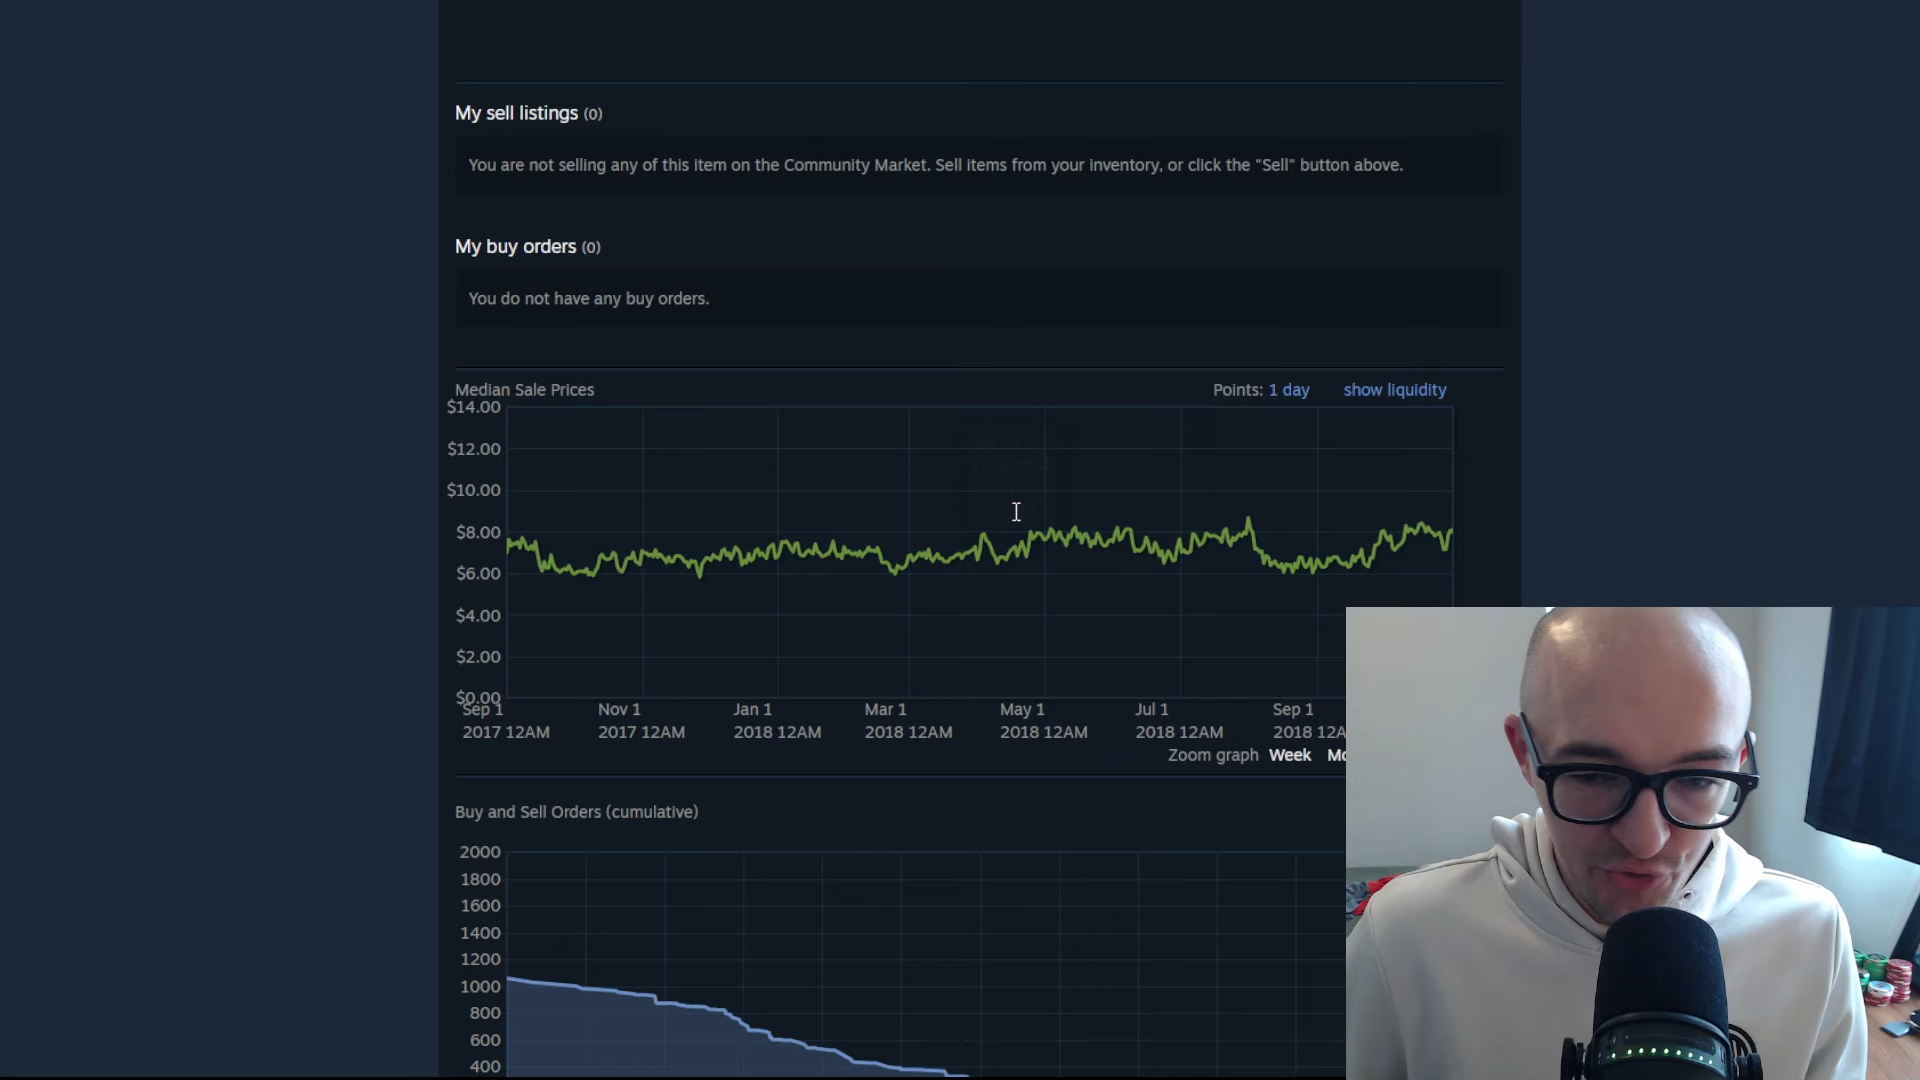 My sell listings (0)
You are not selling any of this item on the Community Market. Sell items from your inventory, or click the "Sell" button above.
My buy orders (0)
You do not have any buy orders.
Median Sale Prices
Points: 1 day show liquidity
$14.00
$12.00
$10.00
$8.00
$6.00
$4.00
$2.00
$0.00
Sep 1 Nov 1 Jan 1 Mar 1 May 1 Jul 1 Sep 1
2017 12AM 2017 12AM 2018 12AM 2018 12AM 2018 12AM 2018 12AM 2018 12A
Zoom graph Week Mo
Buy and Sell Orders (cumulative)
2000
1800
1600
1400
1200
1000
800
600
400